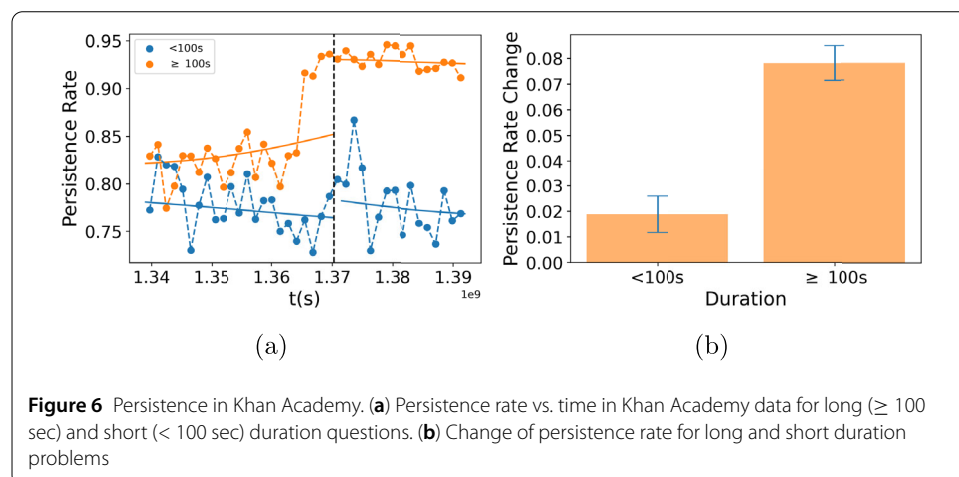 <100s
≥ 100s
0.95
0.90
0.85
0.80
0.75
Persistence Rate
1.34
1.35
1.36
1.37
1.38
1.39
1e9
t(s)
(a)
0.08
0.07
0.06
0.05
0.04
0.03
0.02
0.01
0.00
Persistence Rate Change
<100s
≥ 100s
Duration
(b)
Figure 6 Persistence in Khan Academy. (a) Persistence rate vs. time in Khan Academy data for long (≥ 100
sec) and short (< 100 sec) duration questions. (b) Change of persistence rate for long and short duration
problems